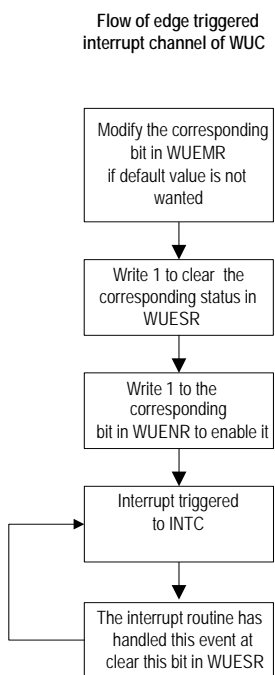 Flow of edge triggered
interrupt channel of WUC
Modify the corresponding
bit in WUEMR
if default value is not
wanted
Write 1 to clear the
corresponding status in
WUESR
Write 1 to the
corresponding
bit in WUENR to enable it
Interrupt triggered
to INTC
The interrupt routine has
handled this event at
clear this bit in WUESR